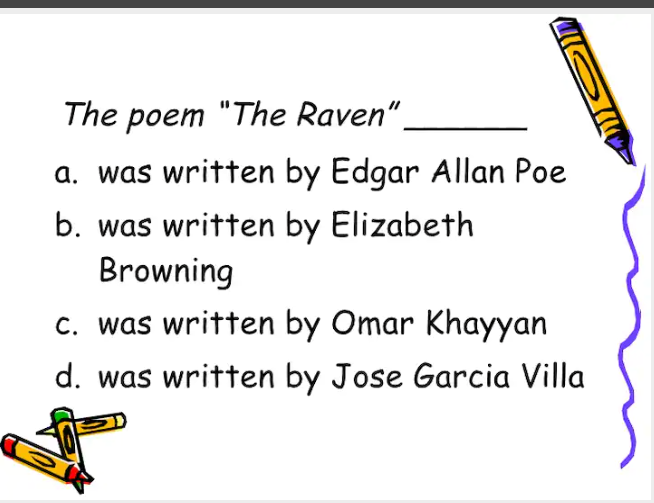 The poem "The Raven" ________
a. was written by Edgar Allan Poe
b. was written by Elizabeth
Browning
c. was written by Omar Khayyan
d. was written by Jose Garcia Villa